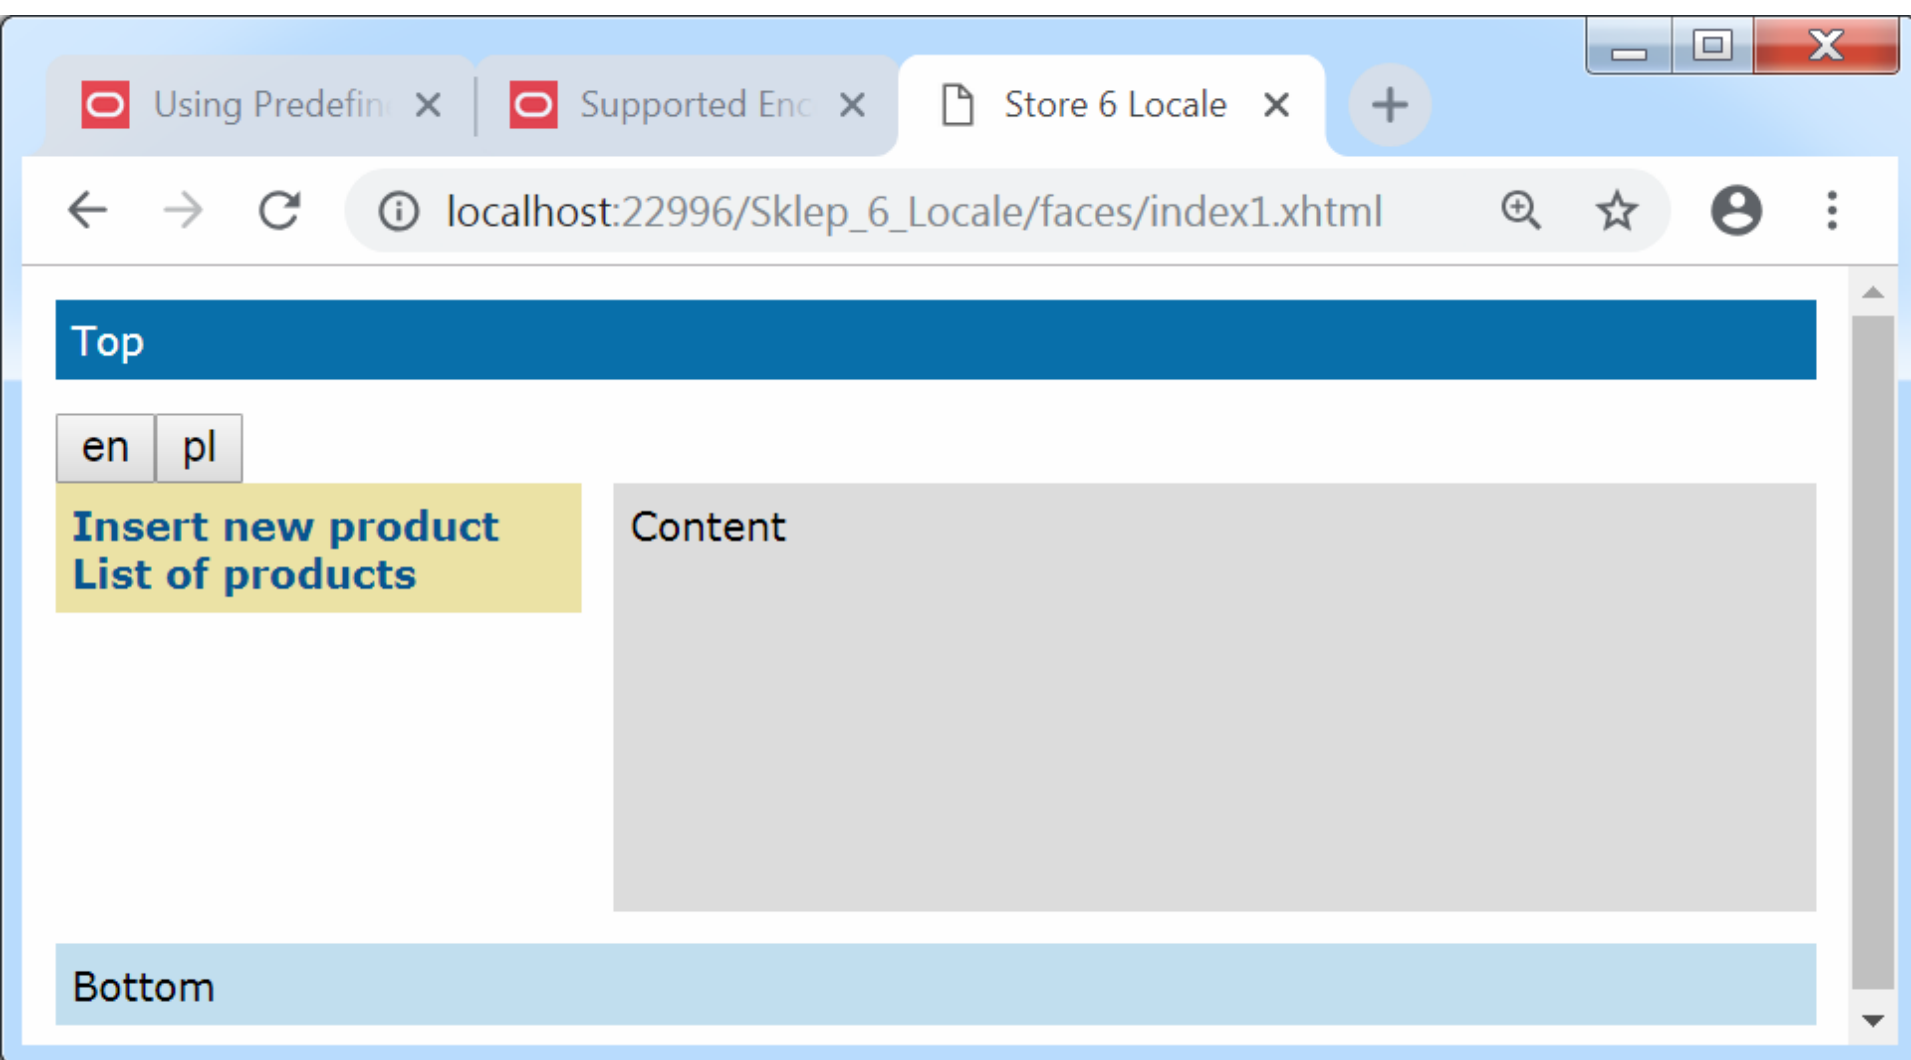 Using Predefin
Supported Enc
Store 6 Locale
localhost:22996/Sklep_6_Locale/faces/index1.xhtml
Top
en pl
Insert new product
List of products
Content
Bottom